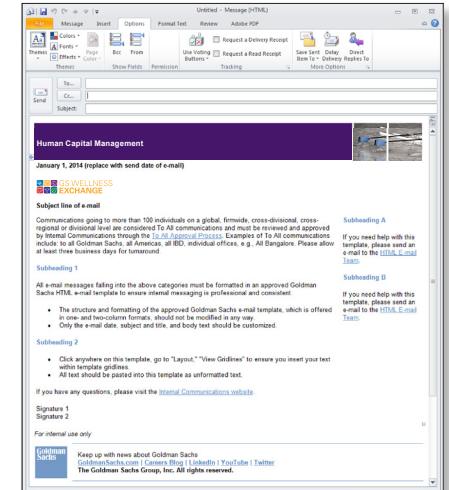 Untitled - Message (HTML)
File Message Insert Options Format Text Review Adobe PDF
Themes
Colors
Fonts
Effects
Page Color
Themes
Bcc From
Show Fields
Permission
Use Voting Buttons
Request a Delivery Receipt
Request a Read Receipt
Tracking
Save Sent Item To
Delay Delivery
Direct Replies To
More Options
Send
To...
Cc...
Subject:
Human Capital Management
January 1, 2014 (replace with send date of e-mail)
GS WELLNESS
EXCHANGE
Subject line of e-mail
Communications going to more than 100 individuals on a global, firmwide, cross-divisional, cross-
regional or divisional level are considered To All communications and must be reviewed and approved
by Internal Communications through the To All Approval Process. Examples of To All communications
include: to all Goldman Sachs, all Americas, all IBD, individual offices, e.g., All Bangalore. Please allow
at least three business days for turnaround.
Subheading 1
All e-mail messages falling into the above categories must be formatted in an approved Goldman
Sachs HTML e-mail template to ensure internal messaging is professional and consistent.
• The structure and formatting of the approved Goldman Sachs e-mail template, which is offered
in one- and two-column formats, should not be modified in any way.
• Only the e-mail date, subject and title, and body text should be customized.
Subheading 2
• Click anywhere on this template, go to "Layout," "View Gridlines" to ensure you insert your text
within template gridlines.
• All text should be pasted into this template as unformatted text.
If you have any questions, please visit the Internal Communications website.
Signature 1
Signature 2
For internal use only
Subheading A
If you need help with this
template, please send an
e-mail to the HTML E-mail
Team.
Subheading B
If you need help with this
template, please send an
e-mail to the HTML E-mail
Team.
Goldman
Sachs
Keep up with news about Goldman Sachs
GoldmanSachs.com | Careers Blog | LinkedIn | YouTube | Twitter
The Goldman Sachs Group, Inc. All rights reserved.